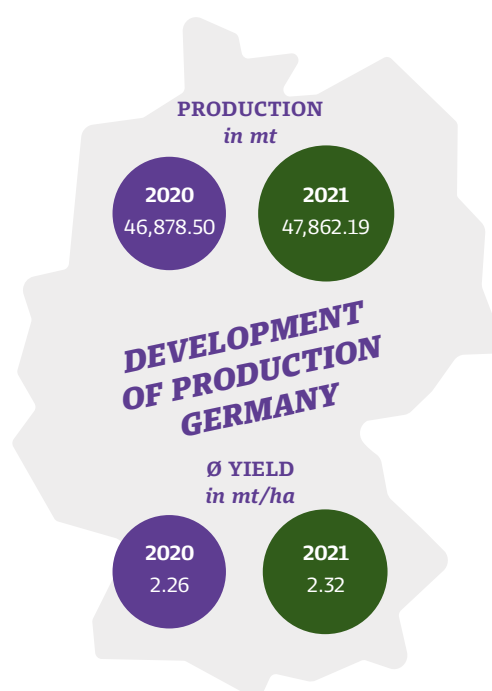 PRODUCTION
in mt
2020
46,878.50
2021
47,862.19
DEVELOPMENT
OF PRODUCTION
GERMANY
Ø YIELD
in mt/ha
2020
2.26
2021
2.32